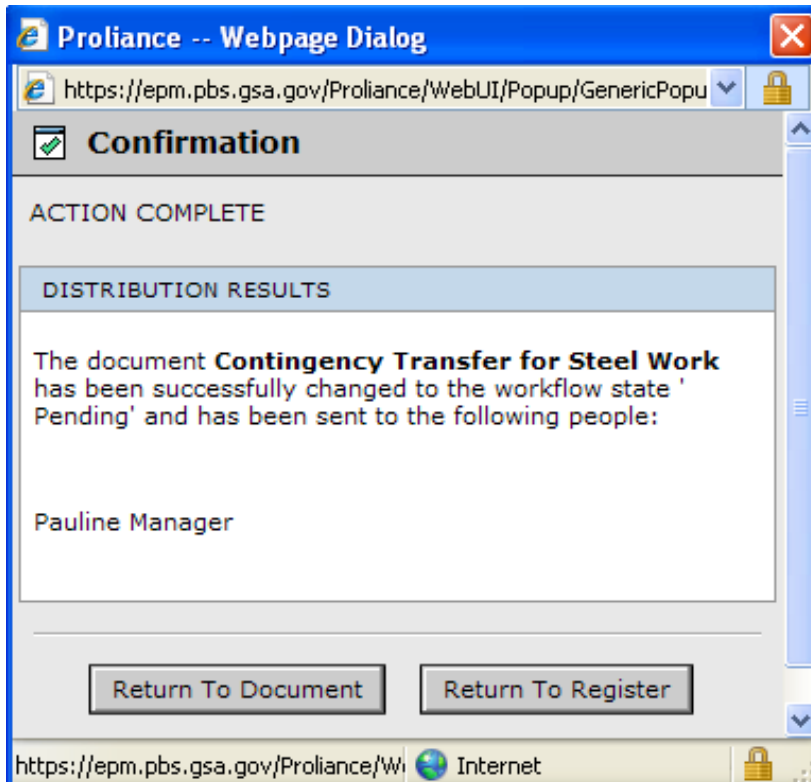 Proliance -- Webpage Dialog
https://epm.pbs.gsa.gov/Proliance/WebUI/Popup/GenericPopu
Confirmation
ACTION COMPLETE
DISTRIBUTION RESULTS
The document Contingency Transfer for Steel Work
has been successfully changed to the workflow state '
Pending' and has been sent to the following people:
Pauline Manager
Return To Document Return To Register
https://epm.pbs.gsa.gov/Proliance/W Internet